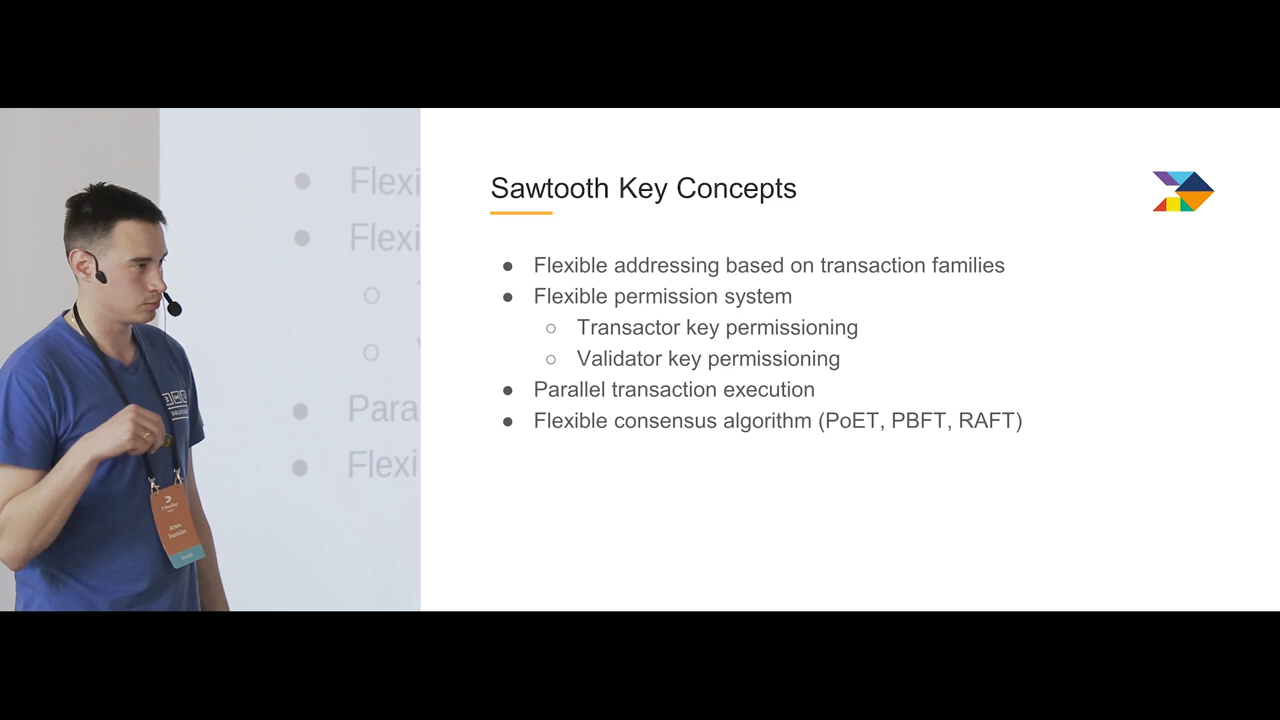 Sawtooth Key Concepts
● Flexible addressing based on transaction families
● Flexible permission system
○ Transactor key permissioning
○ Validator key permissioning
● Parallel transaction execution
● Flexible consensus algorithm (PoET, PBFT, RAFT)
● Flexi
● Flexi
○
○
● Para
● Flexi
Artem